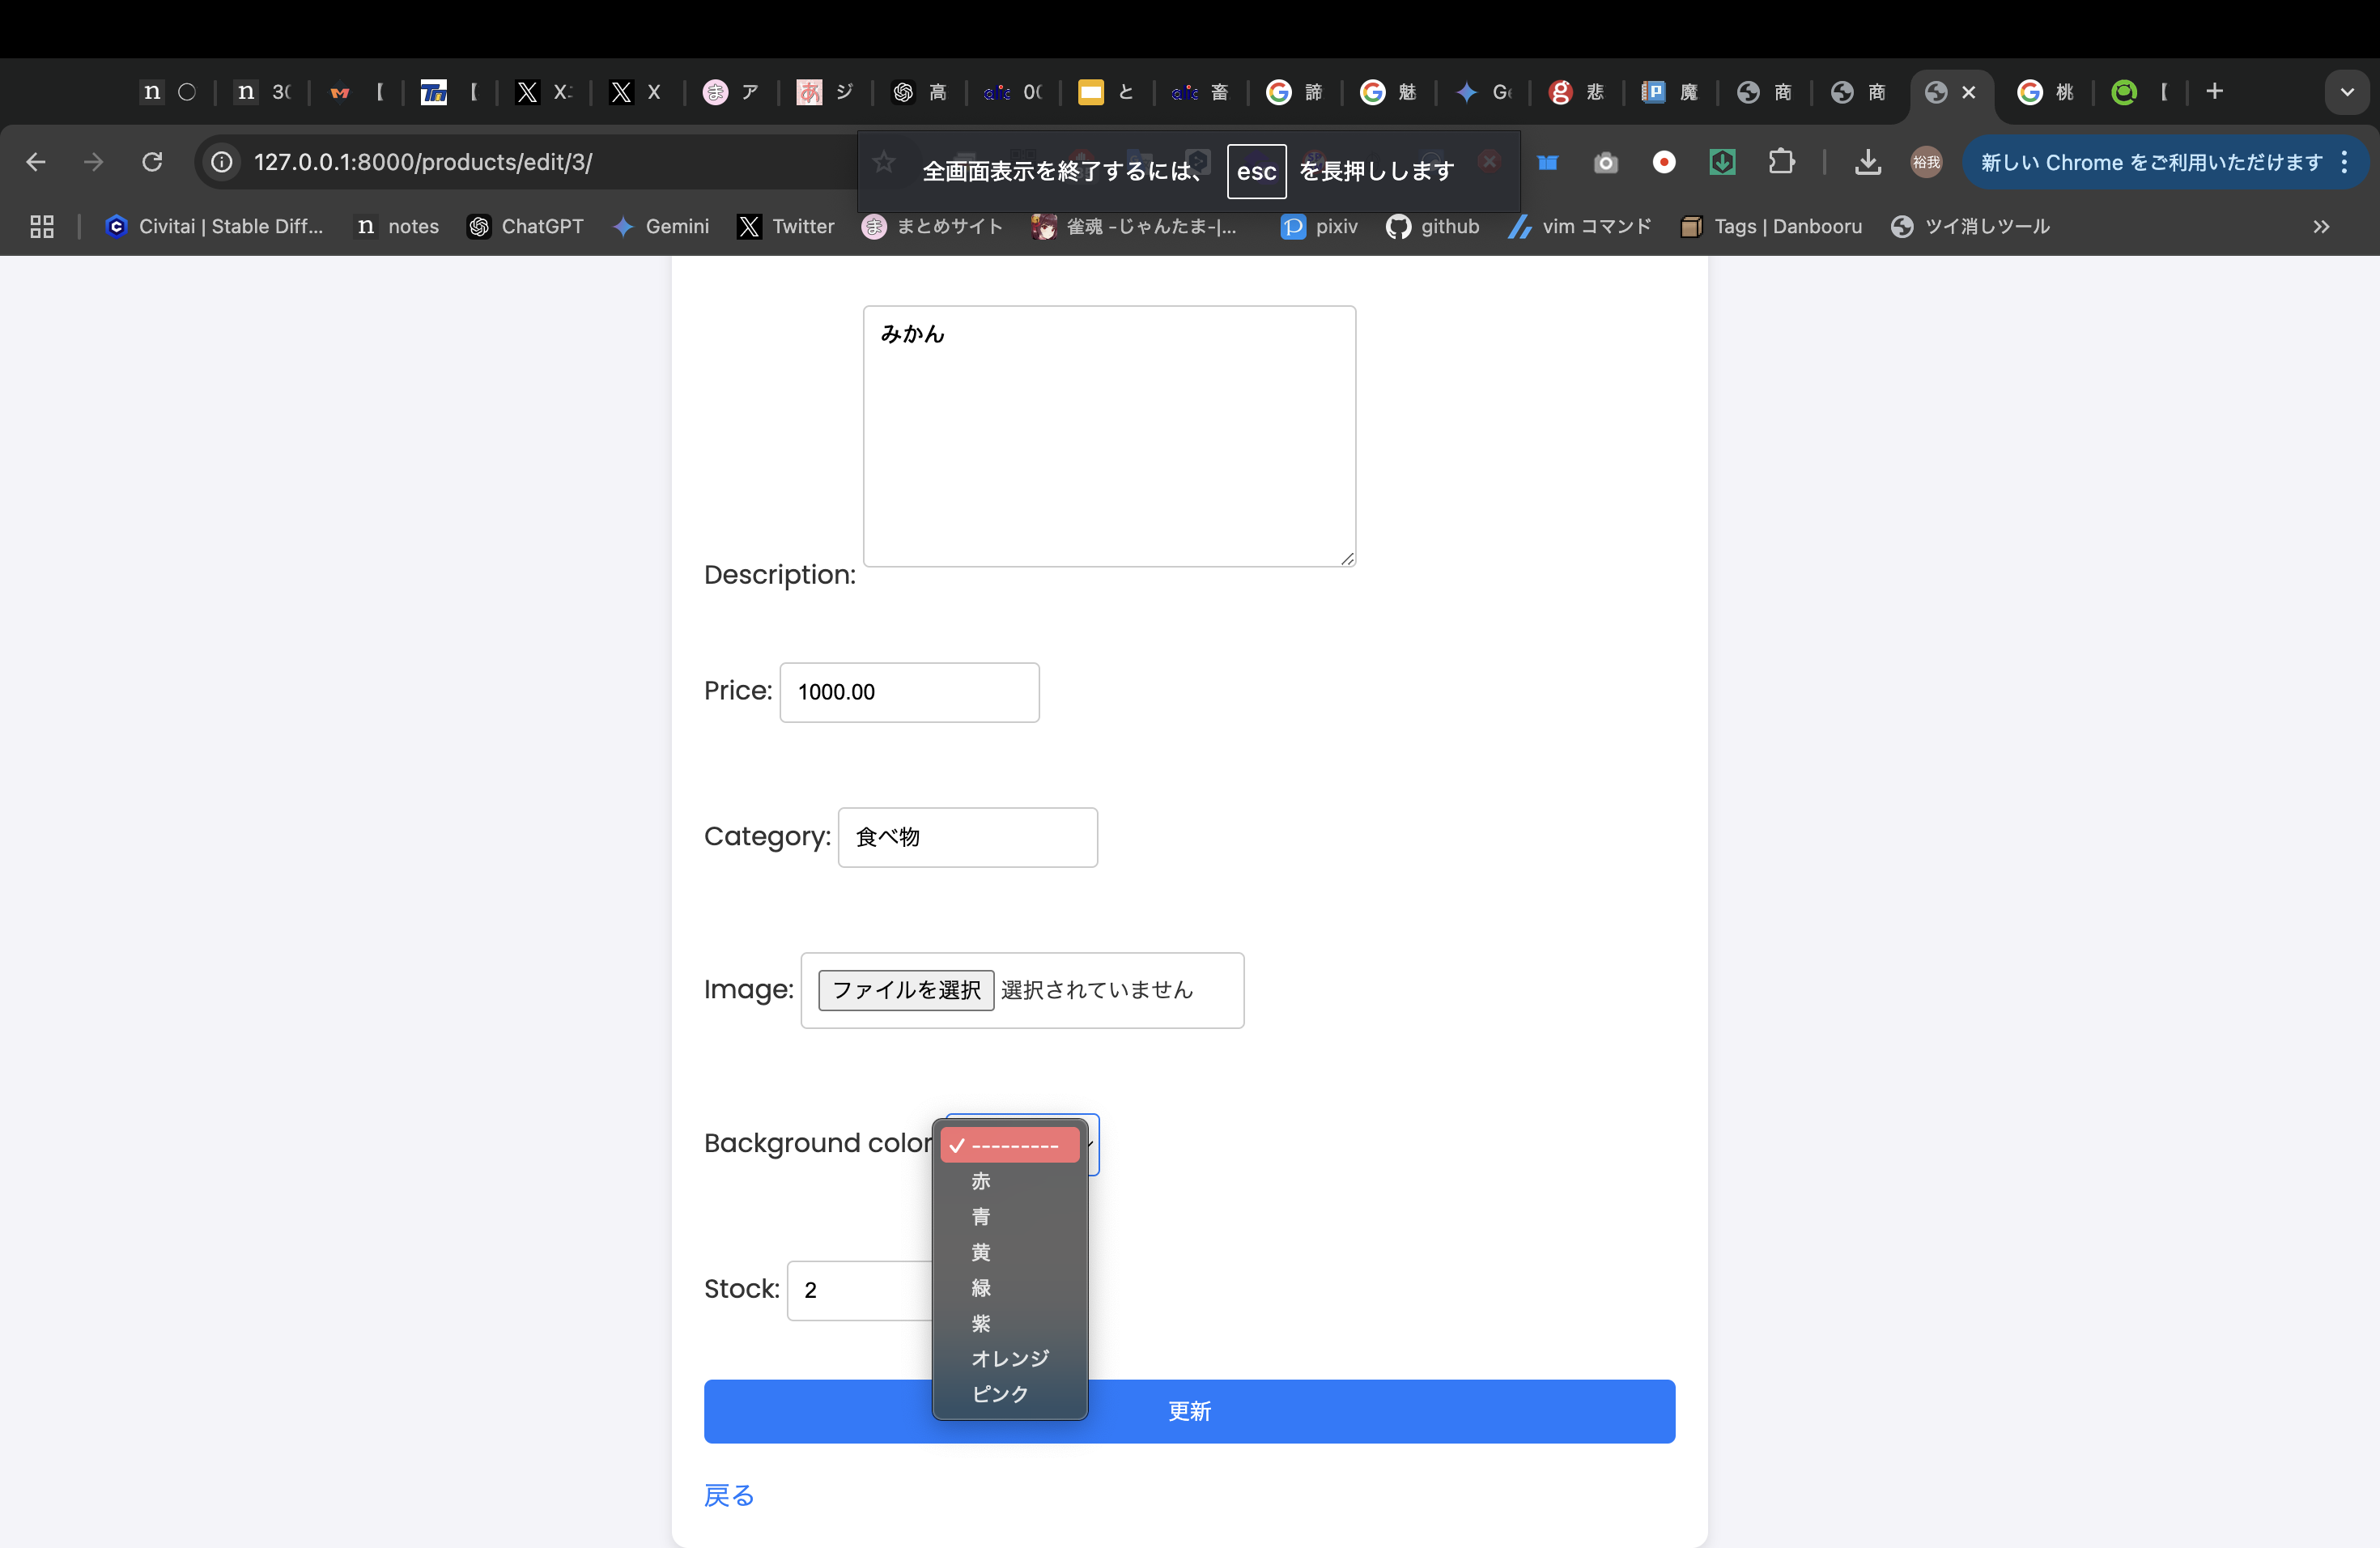 n 〇 n 3( 【 【 X: X ア ジ 高 0( と 畜 諦 魅 G 悲 魔 商 商 桃 【
127.0.0.1:8000/products/edit/3/
全画面表示を終了するには、 esc を長押しします
裕我
新しい Chrome をご利用いただけます
Civitai | Stable Diff...
notes
ChatGPT
Gemini
Twitter
まとめサイト
雀魂 -じゃんたま-|...
pixiv
github
vim コマンド
Tags | Danbooru
ツイ消しツール
みかん
Description:
Price: 1000.00
Category: 食べ物
Image: ファイルを選択 選択されていません
Background color
---------
赤
青
黄
緑
紫
オレンジ
ピンク
Stock: 2
更新
戻る